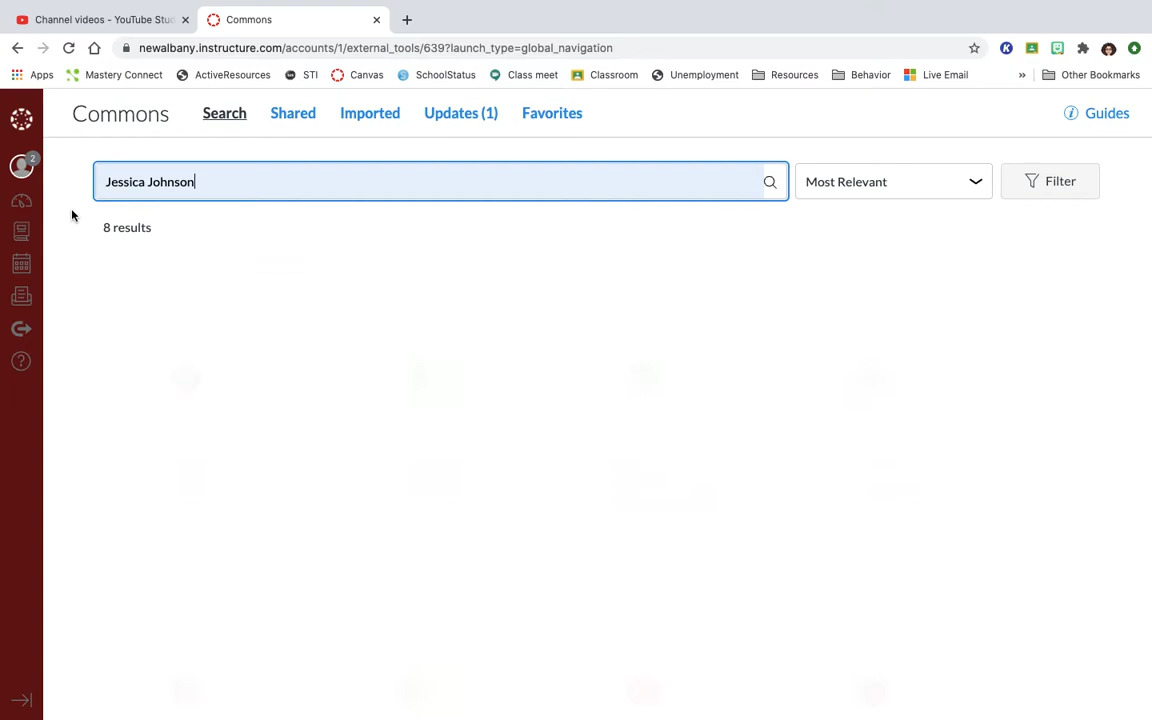 Channel videos - YouTube Stu
Commons
newalbany.instructure.com/accounts/1/external_tools/639?launch_type=global_navigation
Apps Mastery Connect ActiveResources STI Canvas SchoolStatus Class meet Classroom Unemployment Resources Behavior Live Email » Other Bookmarks
Commons Search Shared Imported Updates (1) Favorites Guides
2
Jessica Johnson Most Relevant Filter
8 results